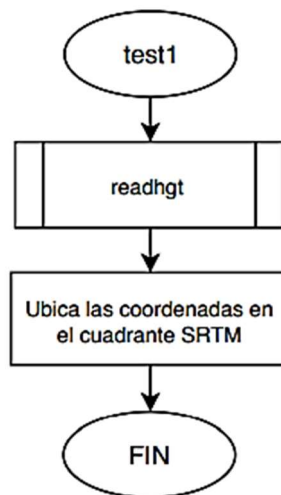 test1
readhgt
Ubica las coordenadas en
el cuadrante SRTM
FIN